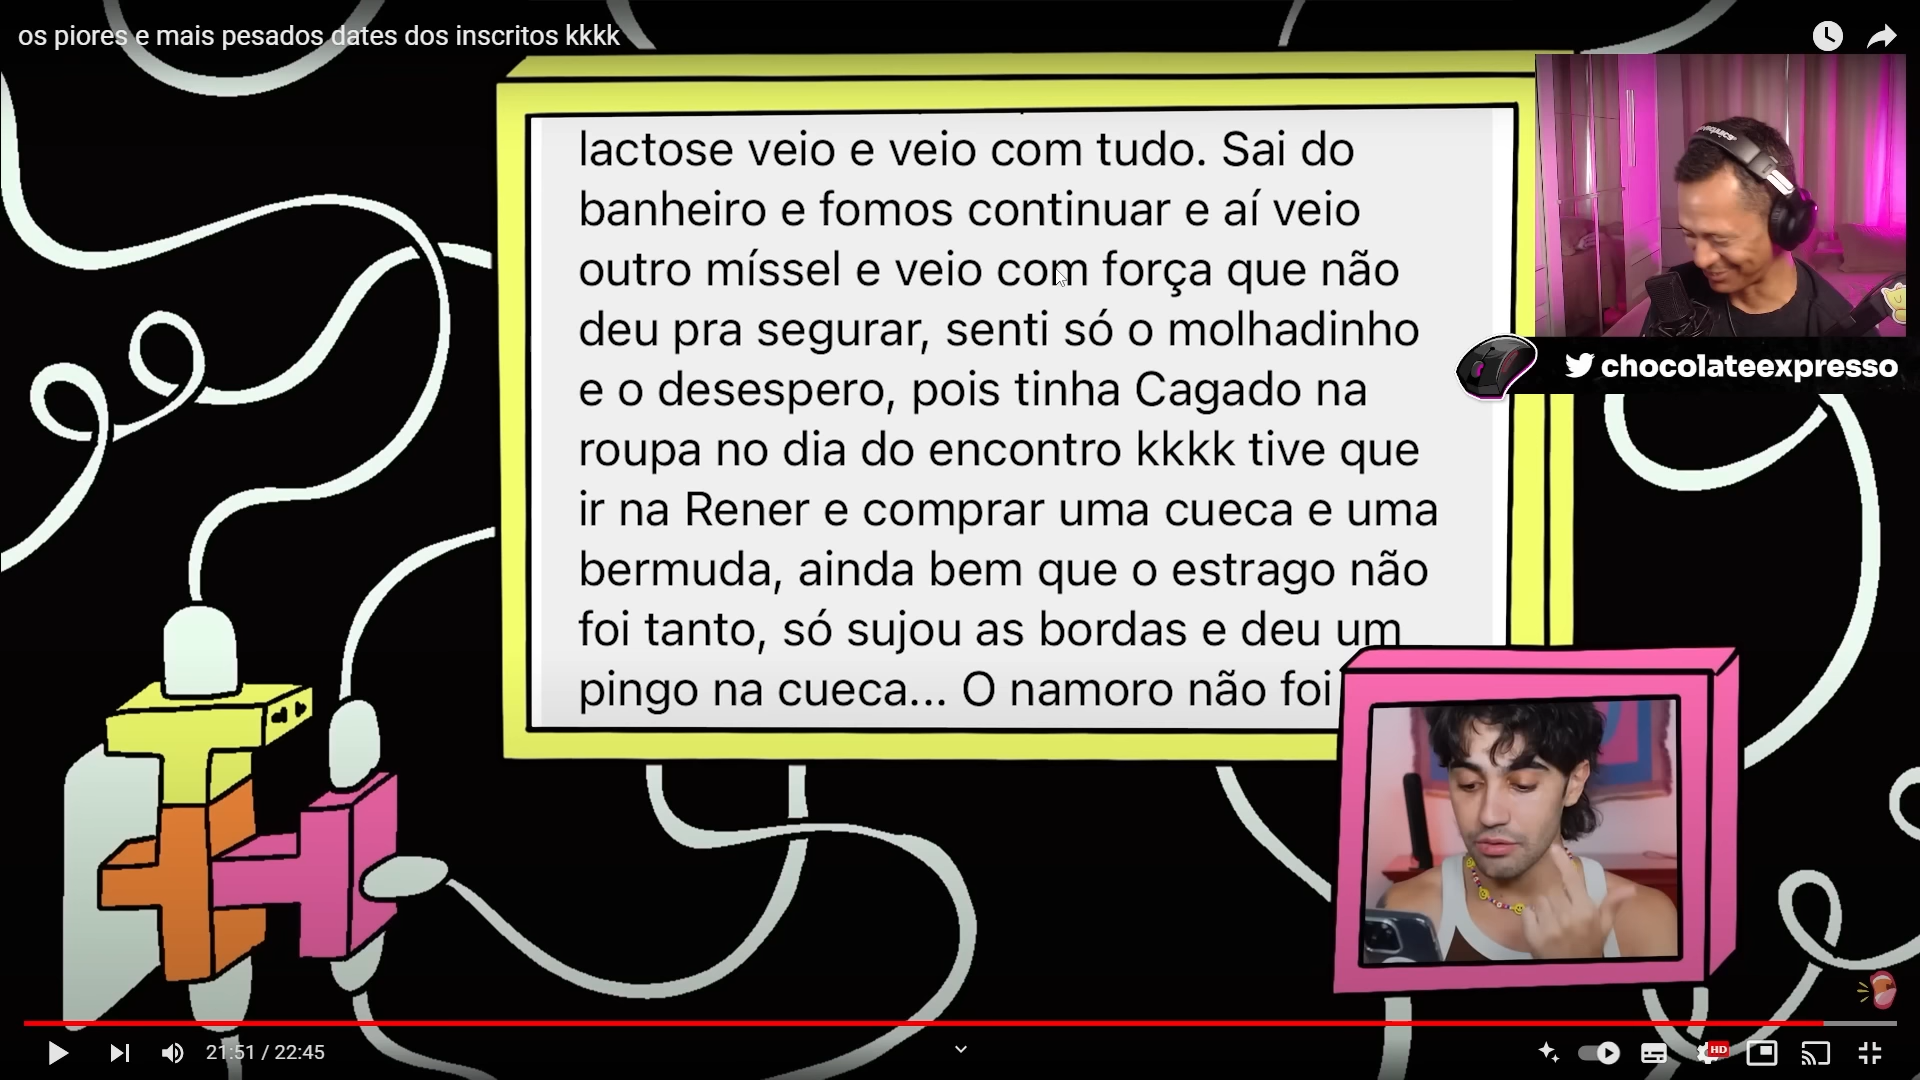 os piores e mais pesados dates dos inscritos kkkk
lactose veio e veio com tudo. Sai do
banheiro e fomos continuar e aí veio
outro míssel e veio com força que não
deu pra segurar, senti só o molhadinho
e o desespero, pois tinha Cagado na
roupa no dia do encontro kkkk tive que
ir na Rener e comprar uma cueca e uma
bermuda, ainda bem que o estrago não
foi tanto, só sujou as bordas e deu um
pingo na cueca... O namoro não foi
chocolateexpresso
21:51 / 22:45
HD